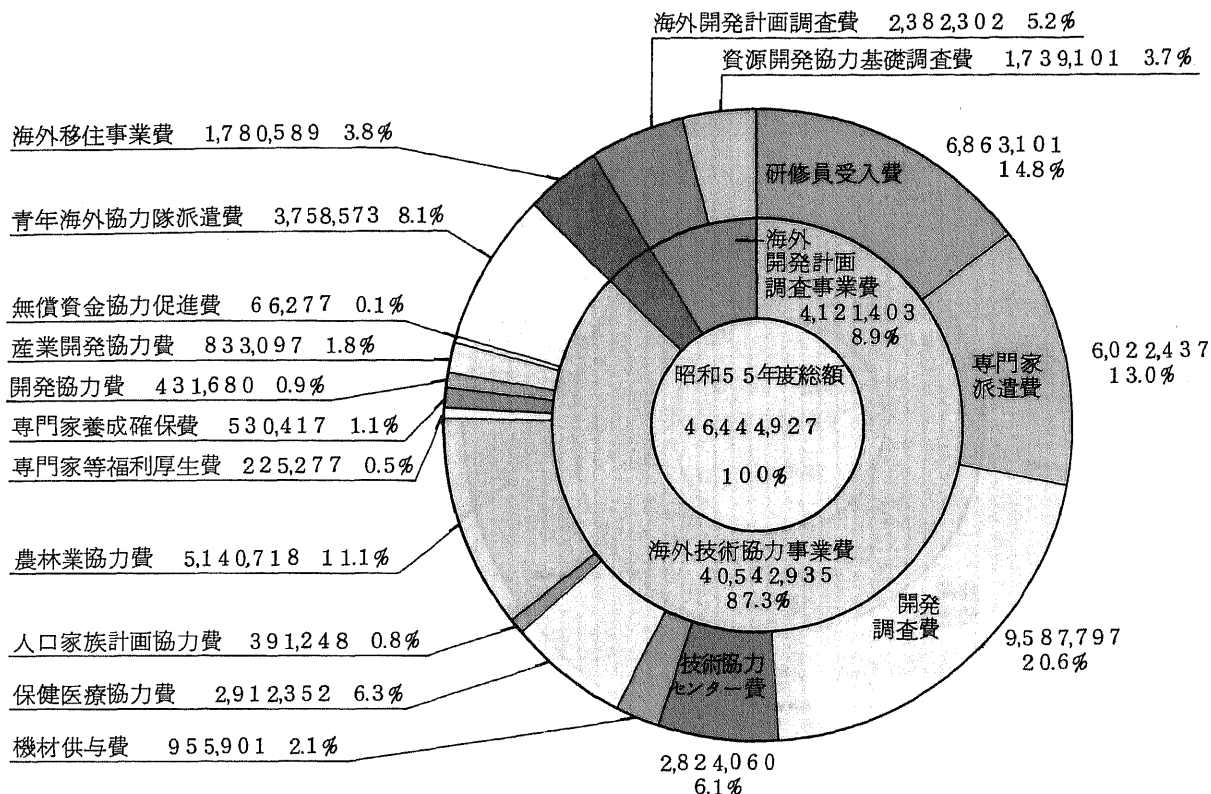 海外開発計画調査費 2,382,302 5.2%
資源開発協力基礎調査費 1,739,101 3.7%
海外移住事業費 1,780,589 3.8%
青年海外協力隊派遣費 3,758,573 8.1%
無償資金協力促進費 66,277 0.1%
産業開発協力費 833,097 1.8%
開発協力費 431,680 0.9%
専門家養成確保費 530,417 1.1%
専門家等福利厚生費 225,277 0.5%
農林業協力費 5,140,718 11.1%
人口家族計画協力費 391,248 0.8%
保健医療協力費 2,912,352 6.3%
機材供与費 955,901 2.1%
研修員受入費
6,863,101
14.8%
専門家
派遣費
6,022,437
13.0%
開発
調査費
9,587,797
20.6%
技術協力
センター費
2,824,060
6.1%
海外
開発計画
調査事業費
4,121,403
8.9%
昭和55年度総額
46,444,927
100%
海外技術協力事業費
40,542,935
87.3%